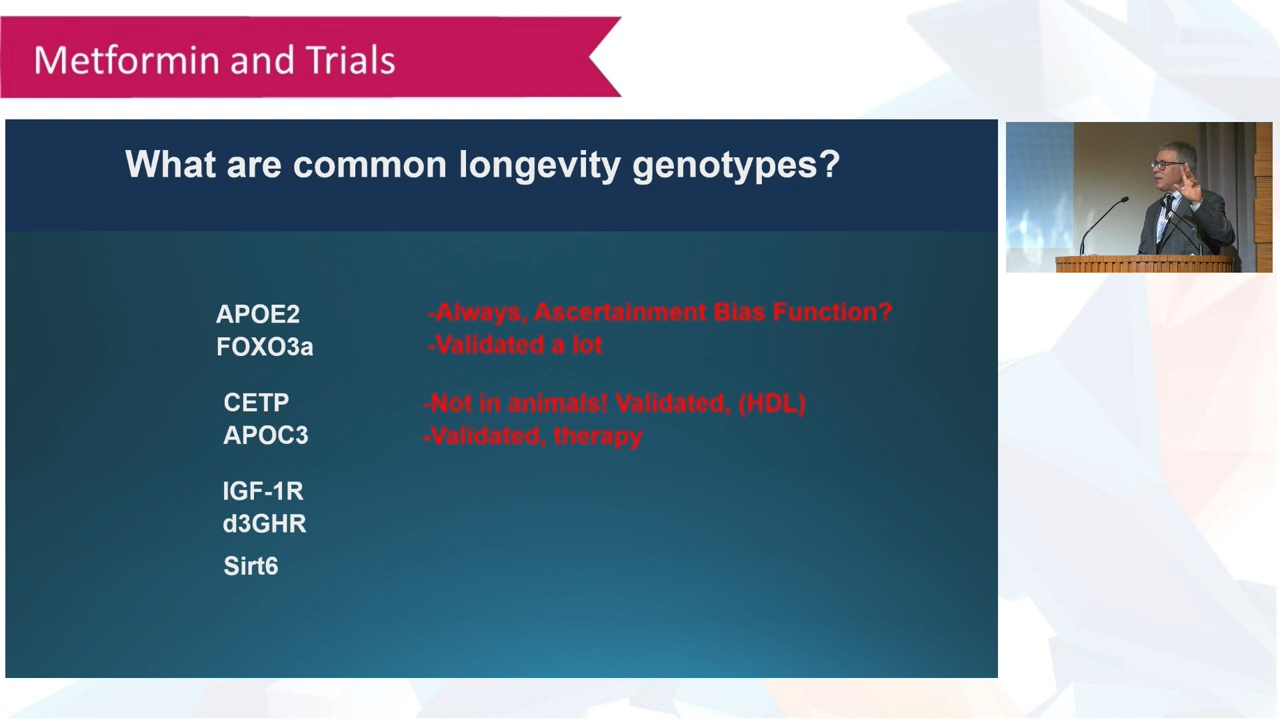 Metformin and Trials
What are common longevity genotypes?
APOE2 -Always, Ascertainment Bias Function?
FOXO3a -Validated a lot
CETP -Not in animals! Validated, (HDL)
APOC3 -Validated, therapy
IGF-1R
d3GHR
Sirt6